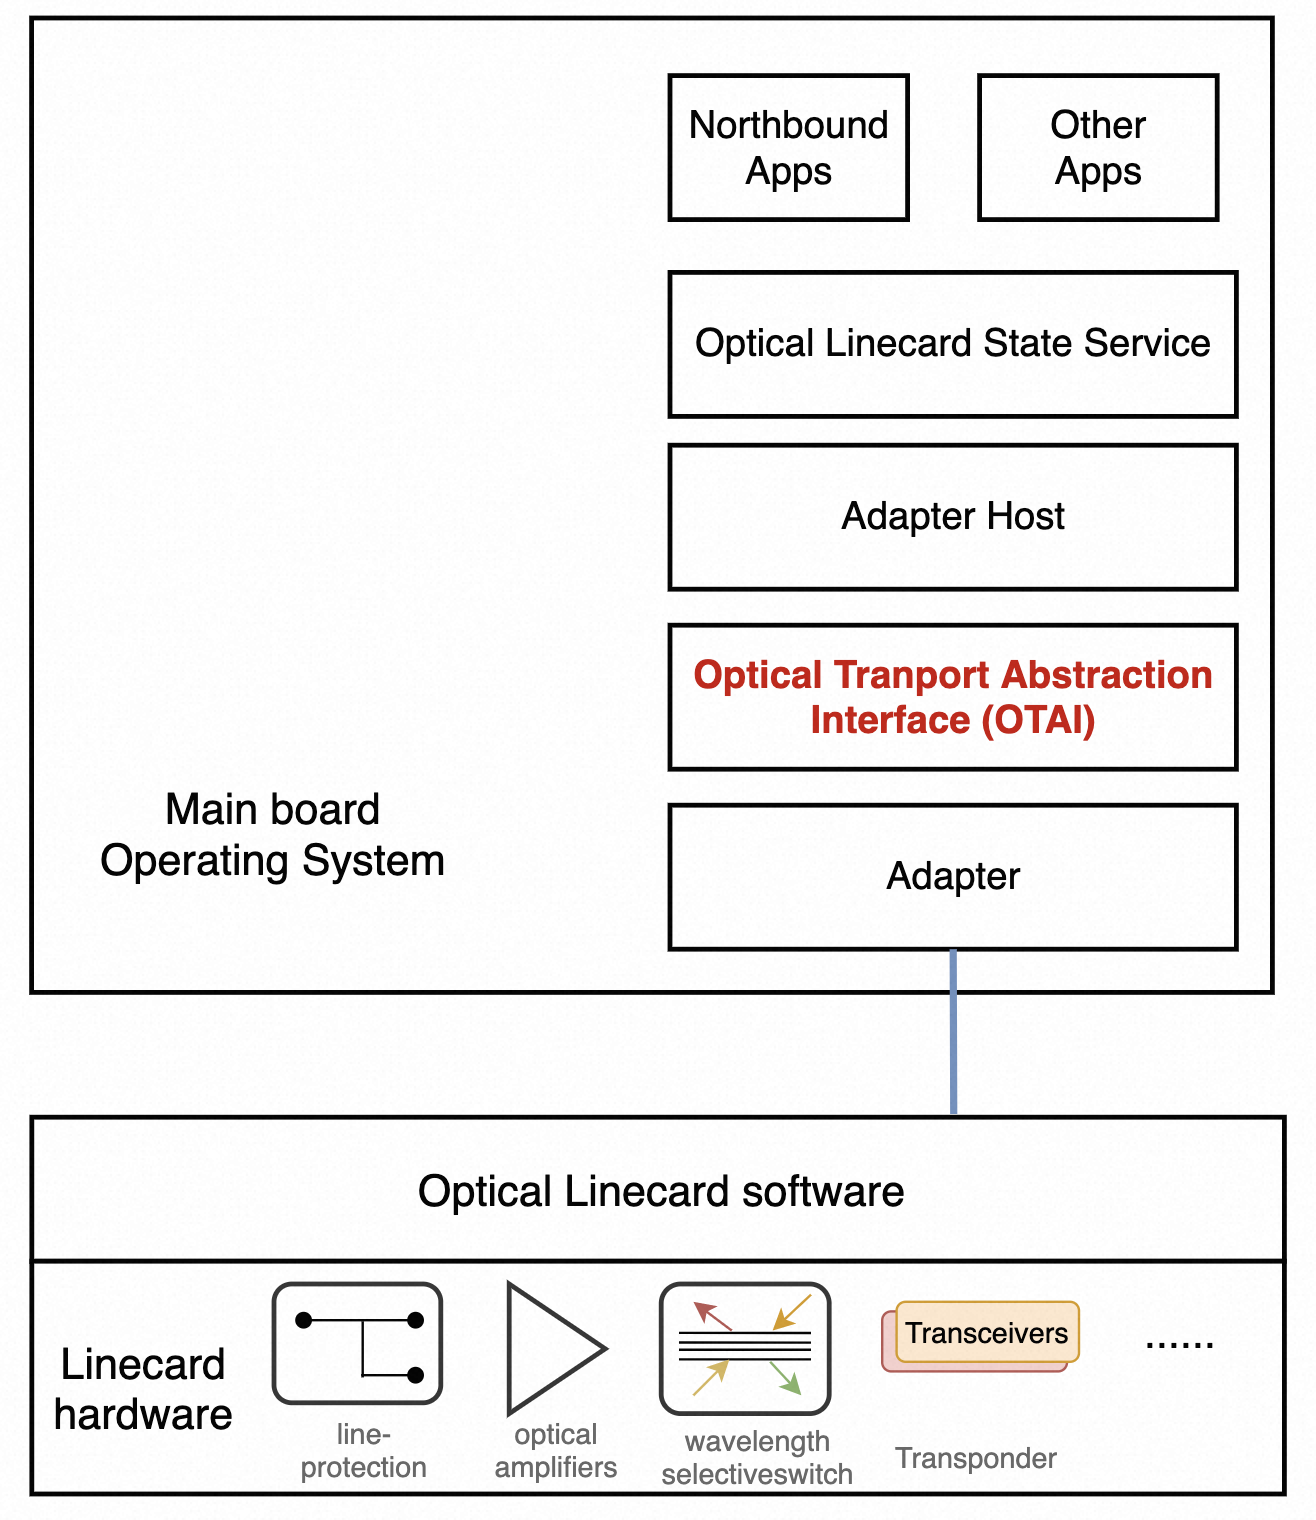 Northbound
Apps
Other
Apps
Optical Linecard State Service
Adapter Host
Optical Tranport Abstraction
Interface (OTAI)
Main board
Operating System
Adapter
Optical Linecard software
Linecard
hardware
line-
protection
optical
amplifiers
wavelength
selectiveswitch
Transceivers
Transponder
......